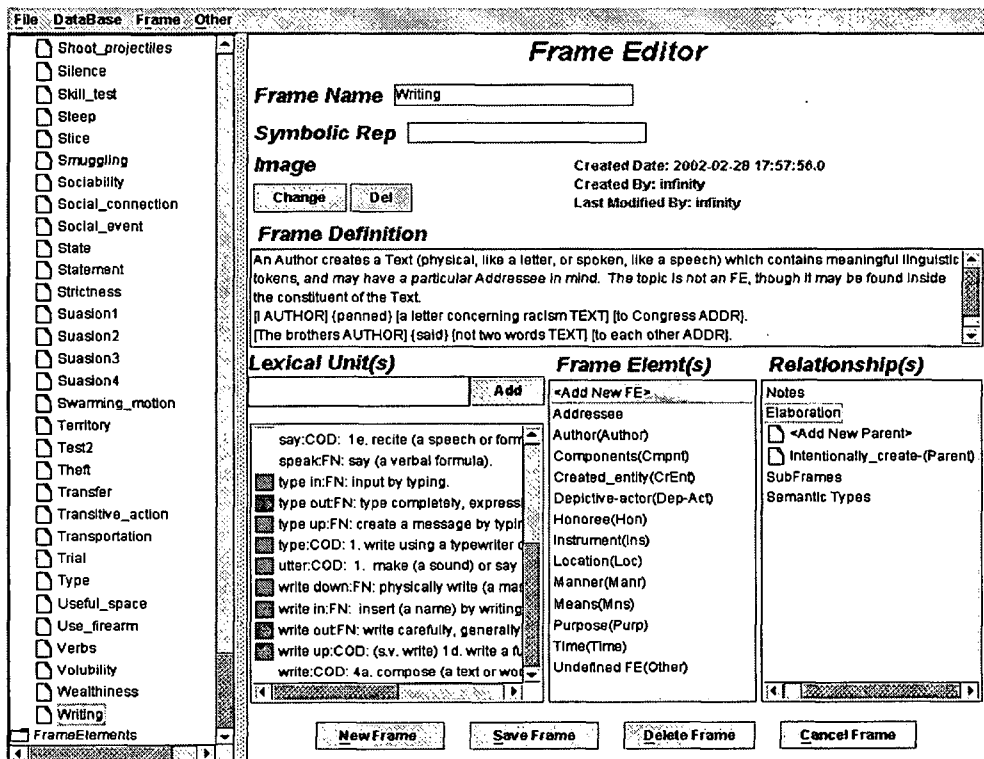 File DataBase Frame Other
Shoot_projectiles
Silence
Skill_test
Sleep
Slice
Smuggling
Sociability
Social_connection
Social_event
State
Statement
Strictness
Suasion1
Suasion2
Suasion3
Suasion4
Swarming_motion
Territory
Test2
Theft
Transfer
Transitive_action
Transportation
Trial
Type
Useful_space
Use_firearm
Verbs
Volubility
Wealthiness
Writing
FrameElements
Frame Editor
Frame Name Writing
Symbolic Rep
Image
Change Del
Created Date: 2002-02-28 17:57:56.0
Created By: infinity
Last Modified By: infinity
Frame Definition
An Author creates a Text (physical, like a letter, or spoken, like a speech) which contains meaningful linguistic
tokens, and may have a particular Addressee in mind. The topic is not an FE, though it may be found inside
the constituent of the Text.
[I AUTHOR] {penned} [a letter concerning racism TEXT] [to Congress ADDR].
[The brothers AUTHOR] {said} [not two words TEXT] [to each other ADDR].
Lexical Unit(s)
Add
say:COD: 1e. recite (a speech or form
speak:FN: say (a verbal formula).
type in:FN: input by typing.
type out:FN: type completely, expressi
type up:FN: create a message by typin
type:COD: 1. write using a typewriter o
utter:COD: 1. make (a sound) or say
write down:FN: physically write (a mar
write in:FN: insert (a name) by writing
write out:FN: write carefully, generally
write up:COD: (s.v. write) 1d. write a fu
write:COD: 4a. compose (a text or wor
Frame Elemt(s)
<Add New FE>
Addressee
Author(Author)
Components(Cmpnt)
Created_entity(CrEnt)
Depictive-actor(Dep-Act)
Honoree(Hon)
Instrument(Ins)
Location(Loc)
Manner(Manr)
Means(Mns)
Purpose(Purp)
Time(Time)
Undefined FE(Other)
Relationship(s)
Notes
Elaboration
<Add New Parent>
Intentionally_create-(Parent)
SubFrames
Semantic Types
New Frame Save Frame Delete Frame Cancel Frame